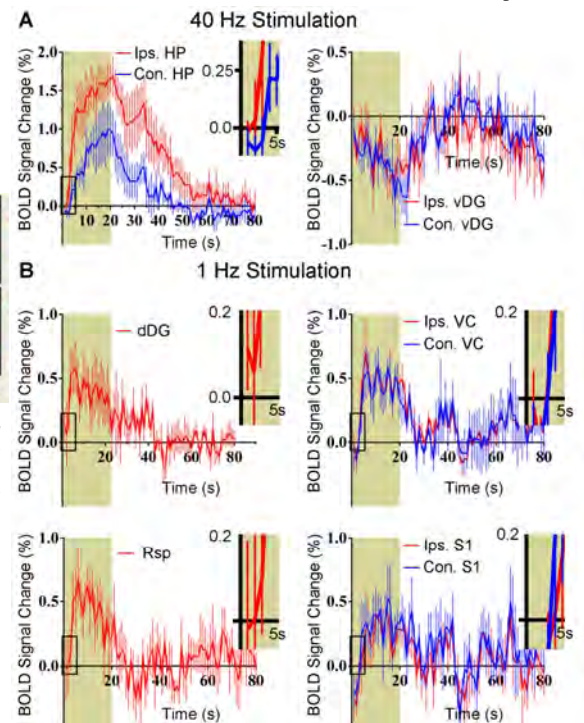 A 40 Hz Stimulation
BOLD Signal Change (%)
2.0
1.5
1.0
0.5
0.0
10 20 30 40 50 60 70 80
Time (s)
Ips. HP
Con. HP
0.25
0.0
5s
BOLD Signal Change (%)
0.5
0.0
-0.5
-1.0
20 40 60 80
Time (s)
Ips. vDG
Con. vDG
B 1 Hz Stimulation
BOLD Signal Change (%)
1.0
0.5
0.0
20 40 60 80
Time (s)
dDG
0.2
0.0
5s
BOLD Signal Change (%)
1.0
0.5
0.0
20 40 60 80
Time (s)
Ips. VC
Con. VC
0.2
5s
BOLD Signal Change (%)
1.0
0.5
0.0
20 40 60 80
Time (s)
Rsp
0.2
5s
BOLD Signal Change (%)
1.0
0.5
0.0
20 40 60 80
Time (s)
Ips. S1
Con. S1
0.2
5s